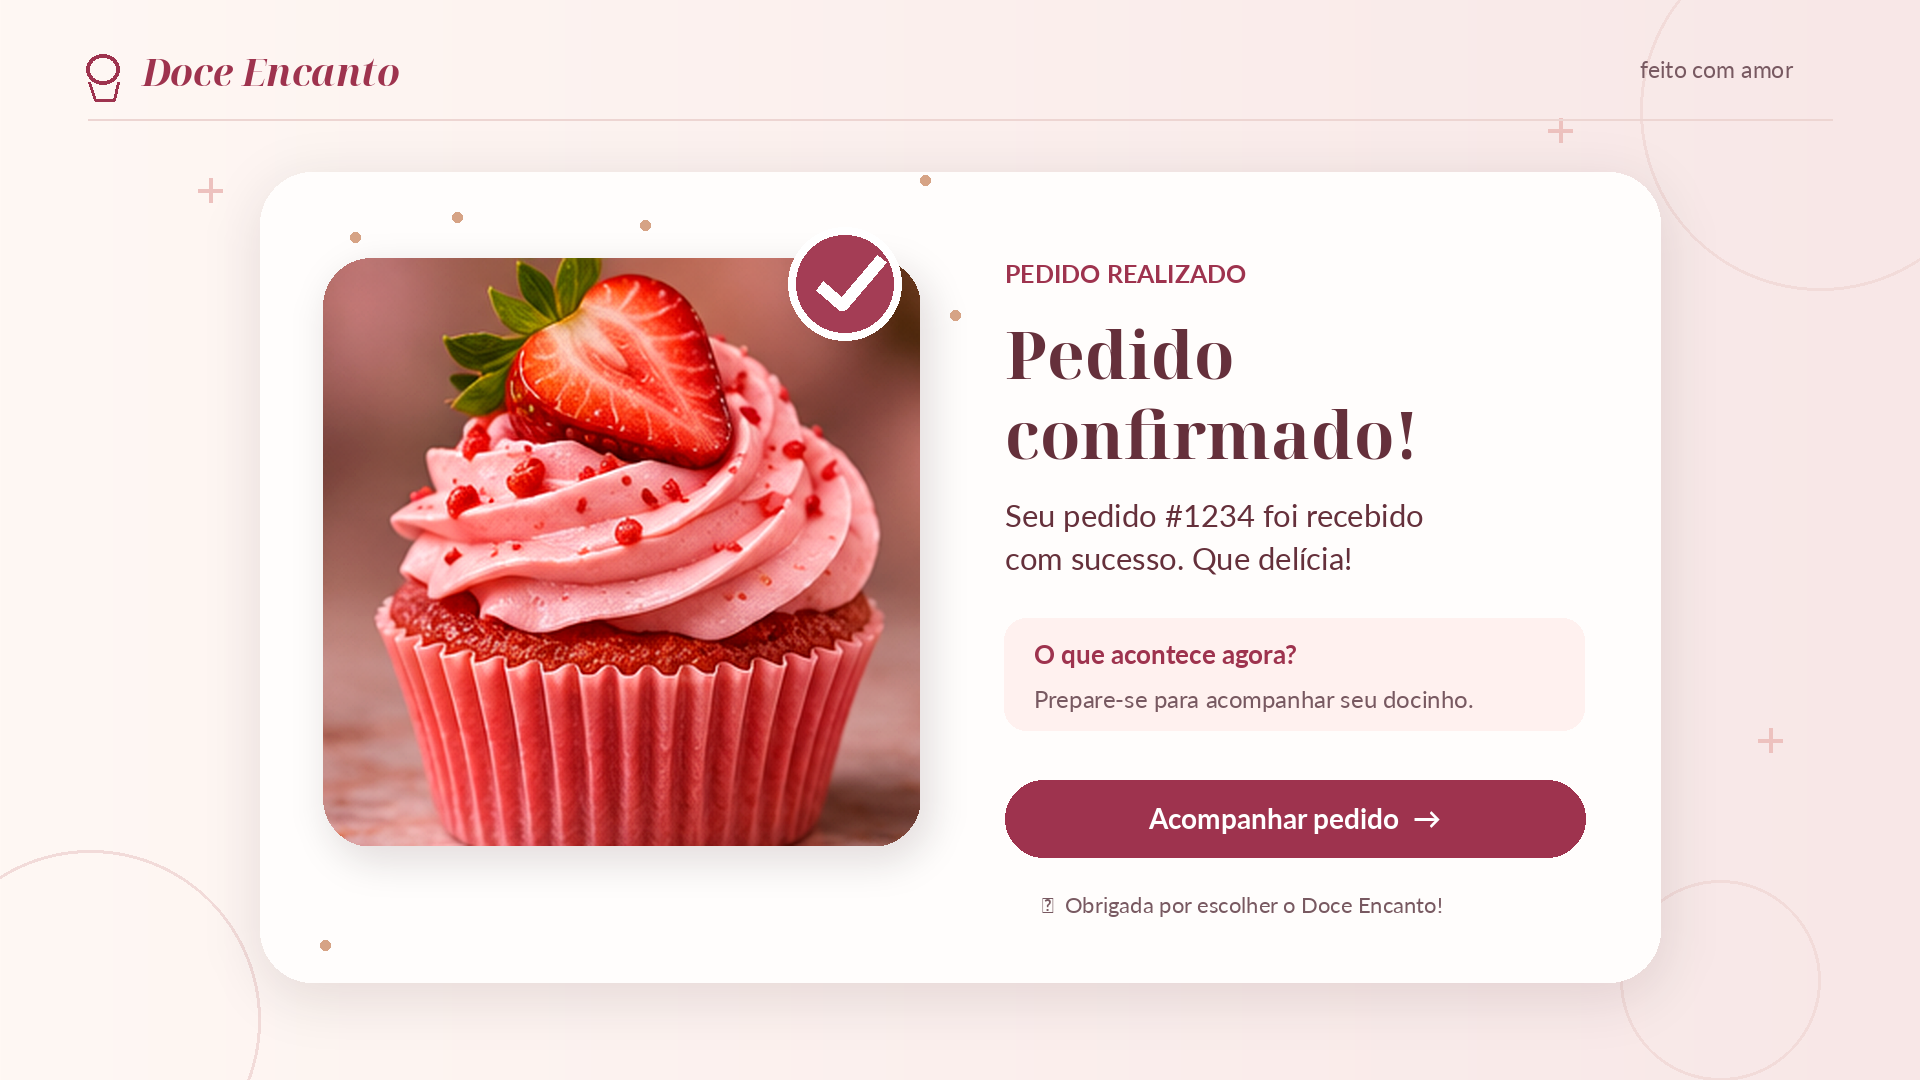 Doce Encanto
feito com amor
PEDIDO REALIZADO
Pedido
confirmado!
Seu pedido #1234 foi recebido
com sucesso. Que delícia!
O que acontece agora?
Prepare-se para acompanhar seu docinho.
Acompanhar pedido →
Obrigada por escolher o Doce Encanto!